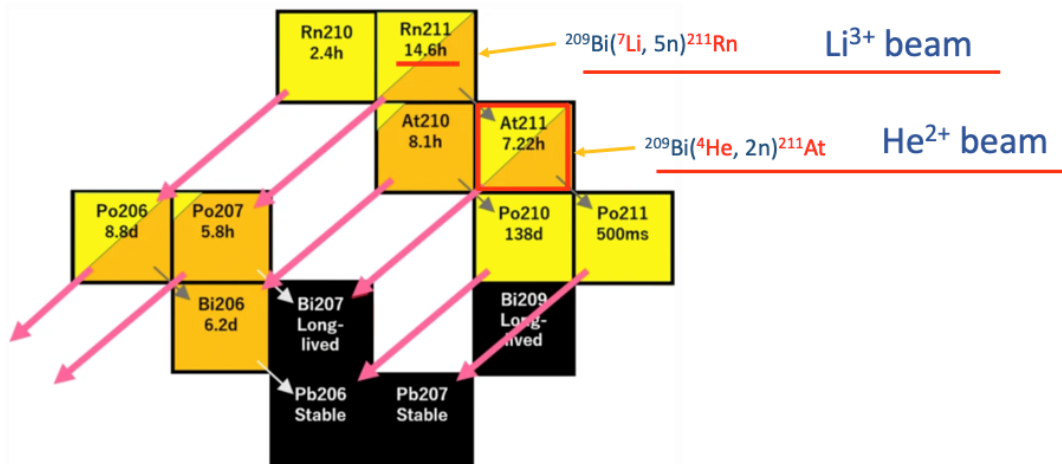 Rn210
2.4h
Rn211
14.6h
²⁰⁹Bi(⁷Li, 5n)²¹¹Rn
Li³⁺ beam
At210
8.1h
At211
7.22h
²⁰⁹Bi(⁴He, 2n)²¹¹At
He²⁺ beam
Po206
8.8d
Po207
5.8h
Po210
138d
Po211
500ms
Bi206
6.2d
Bi207
Long-
lived
Bi209
Long-
lived
Pb206
Stable
Pb207
Stable